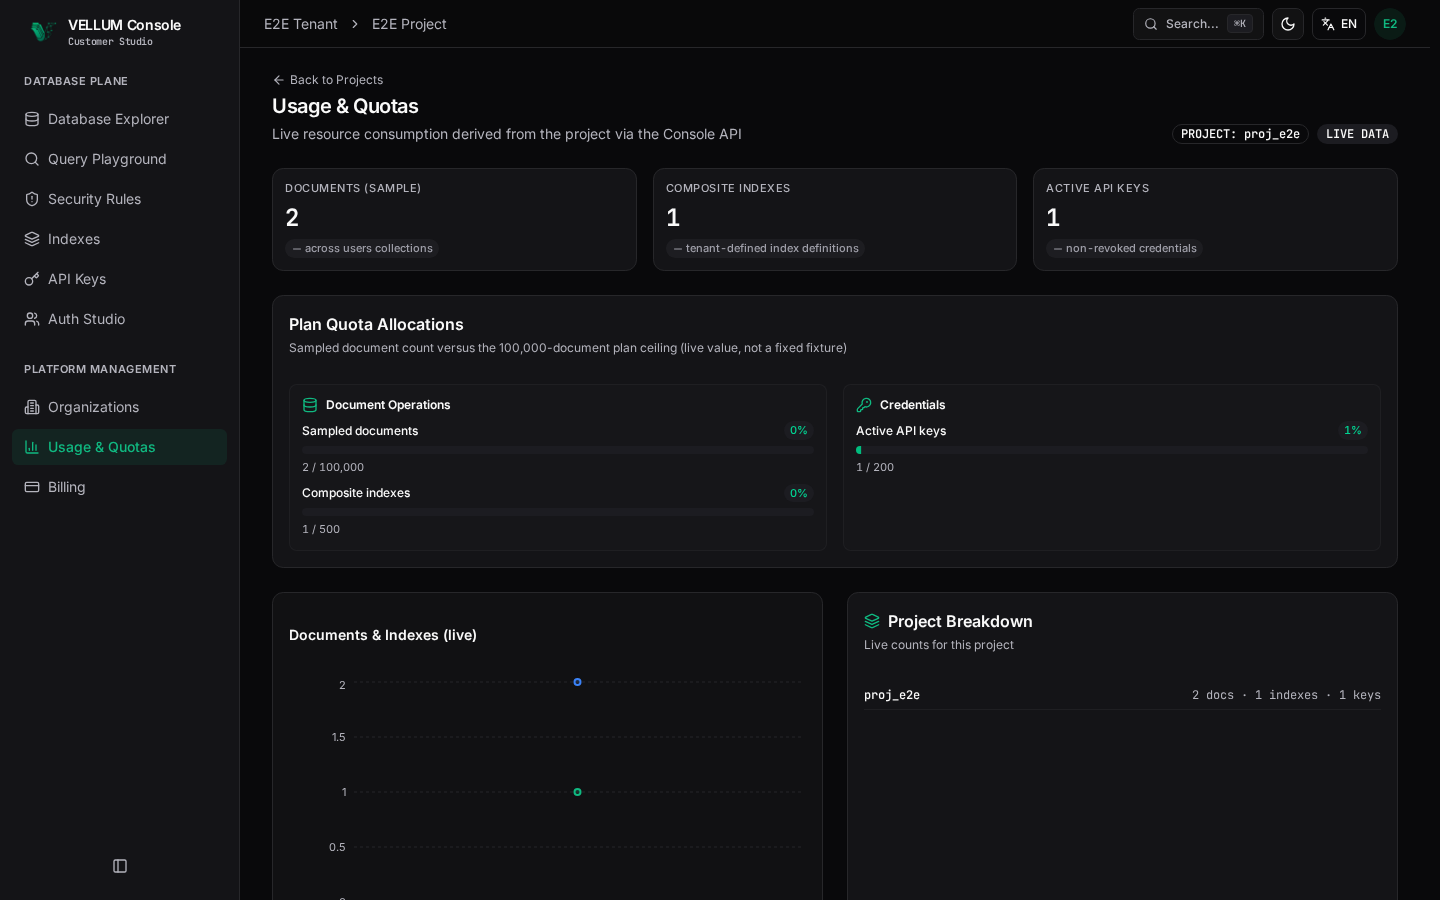 VELLUM Console
Customer Studio
DATABASE PLANE
Database Explorer
Query Playground
Security Rules
Indexes
API Keys
Auth Studio
PLATFORM MANAGEMENT
Organizations
Usage & Quotas
Billing
E2E Tenant > E2E Project
Search... ⌘K
EN
E2
← Back to Projects
Usage & Quotas
Live resource consumption derived from the project via the Console API
PROJECT: proj_e2e
LIVE DATA
DOCUMENTS (SAMPLE)
2
— across users collections
COMPOSITE INDEXES
1
— tenant-defined index definitions
ACTIVE API KEYS
1
— non-revoked credentials
Plan Quota Allocations
Sampled document count versus the 100,000-document plan ceiling (live value, not a fixed fixture)
Document Operations
Sampled documents 0%
2 / 100,000
Composite indexes 0%
1 / 500
Credentials
Active API keys 1%
1 / 200
Documents & Indexes (live)
2
1.5
1
0.5
Project Breakdown
Live counts for this project
proj_e2e 2 docs · 1 indexes · 1 keys